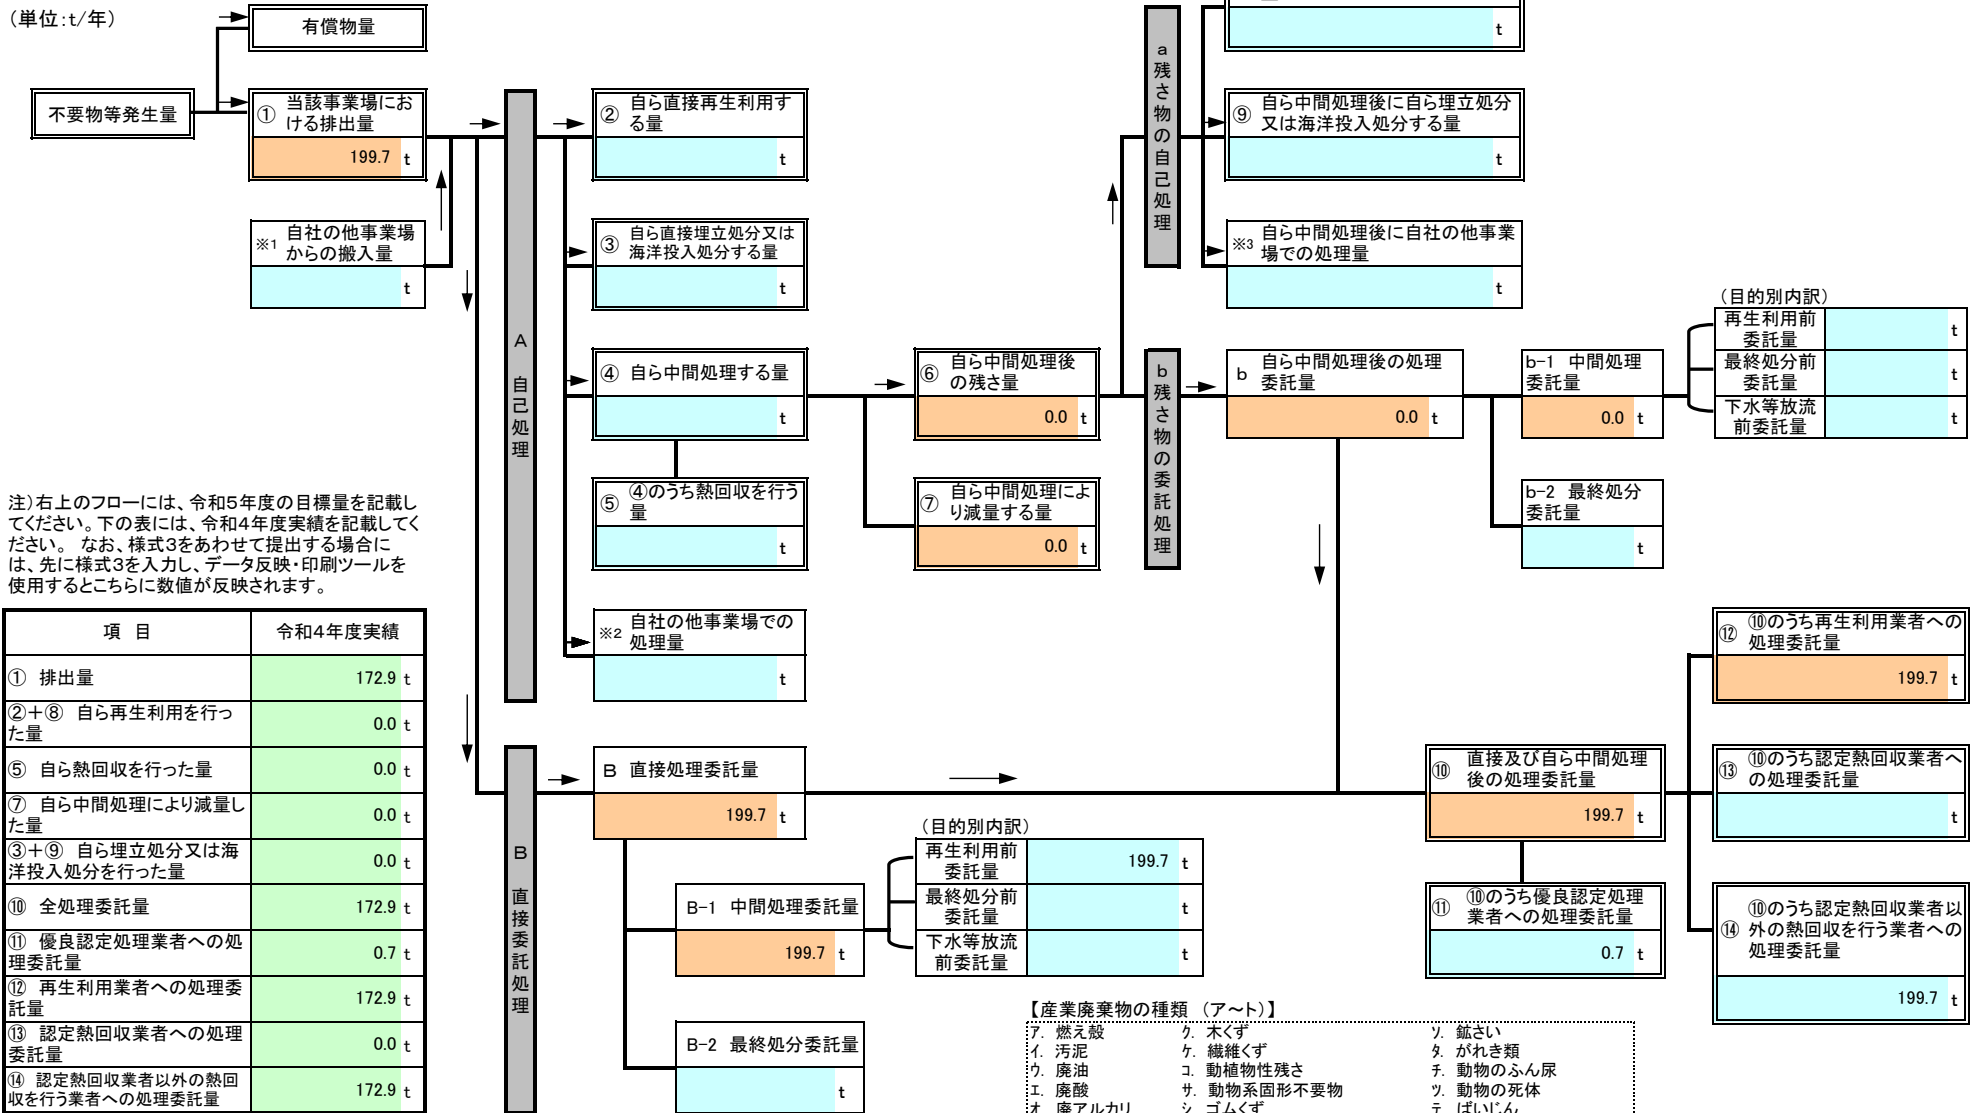 (単位:t/年)
有償物量
不要物等発生量
① 当該事業場にお
ける排出量
199.7 t
※1 自社の他事業場
からの搬入量
t
A 自己処理
② 自ら直接再生利用す
る量
t
③ 自ら直接埋立処分又は
海洋投入処分する量
t
④ 自ら中間処理する量
t
⑤ ④のうち熱回収を行う
量
t
※2 自社の他事業場での
処理量
t
⑥ 自ら中間処理後
の残さ量
0.0 t
⑦ 自ら中間処理によ
り減量する量
0.0 t
a 残さ物の自己処理
t
⑨ 自ら中間処理後に自ら埋立処分
又は海洋投入処分する量
t
※3 自ら中間処理後に自社の他事業
場での処理量
t
b 残さ物の委託処理
b 自ら中間処理後の処理
委託量
0.0 t
b-1 中間処理
委託量
0.0 t
b-2 最終処分
委託量
t
(目的別内訳)
再生利用前
委託量
t
最終処分前
委託量
t
下水等放流
前委託量
t
注)右上のフローには、令和5年度の目標量を記載し
てください。下の表には、令和4年度実績を記載してく
ださい。 なお、様式3をあわせて提出する場合に
は、先に様式3を入力し、データ反映・印刷ツールを
使用するとこちらに数値が反映されます。
項 目 令和4年度実績
① 排出量 172.9 t
②+⑧ 自ら再生利用を行っ
た量 0.0 t
⑤ 自ら熱回収を行った量 0.0 t
⑦ 自ら中間処理により減量し
た量 0.0 t
③+⑨ 自ら埋立処分又は海
洋投入処分を行った量 0.0 t
⑩ 全処理委託量 172.9 t
⑪ 優良認定処理業者への処
理委託量 0.7 t
⑫ 再生利用業者への処理委
託量 172.9 t
⑬ 認定熱回収業者への処理
委託量 0.0 t
⑭ 認定熱回収業者以外の熱回
収を行う業者への処理委託量 172.9 t
B 直接委託処理
B 直接処理委託量
199.7 t
B-1 中間処理委託量
199.7 t
B-2 最終処分委託量
t
(目的別内訳)
再生利用前
委託量
199.7 t
最終処分前
委託量
t
下水等放流
前委託量
t
⑩ 直接及び自ら中間処理
後の処理委託量
199.7 t
⑪ ⑩のうち優良認定処理
業者への処理委託量
0.7 t
⑫ ⑩のうち再生利用業者への
処理委託量
199.7 t
⑬ ⑩のうち認定熱回収業者へ
の処理委託量
t
⑭ ⑩のうち認定熱回収業者以
外の熱回収を行う業者への
処理委託量
199.7 t
【産業廃棄物の種類 (ア~ト)】
ア. 燃え殻 ク. 木くず ソ. 鉱さい
イ. 汚泥 ケ. 繊維くず タ. がれき類
ウ. 廃油 コ. 動植物性残さ チ. 動物のふん尿
エ. 廃酸 サ. 動物系固形不要物 ツ. 動物の死体
オ. 廃アルカリ シ. ゴムくず テ. ばいじん